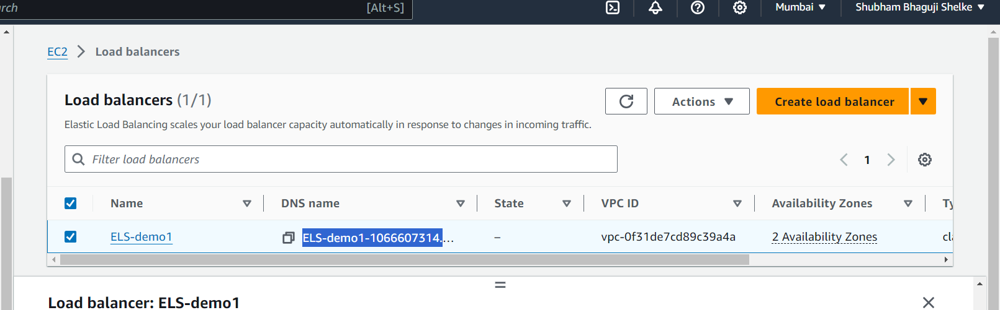 rch [Alt+S] Mumbai ▼ Shubham Bhaguji Shelke ▼
EC2 > Load balancers
Load balancers (1/1) Actions ▼ Create load balancer ▼
Elastic Load Balancing scales your load balancer capacity automatically in response to changes in incoming traffic.
Filter load balancers < 1 >
Name DNS name State VPC ID Availability Zones Ty
ELS-demo1 ELS-demo1-1066607314.... – vpc-0f31de7cd89c39a4a 2 Availability Zones cla
Load balancer: ELS-demo1